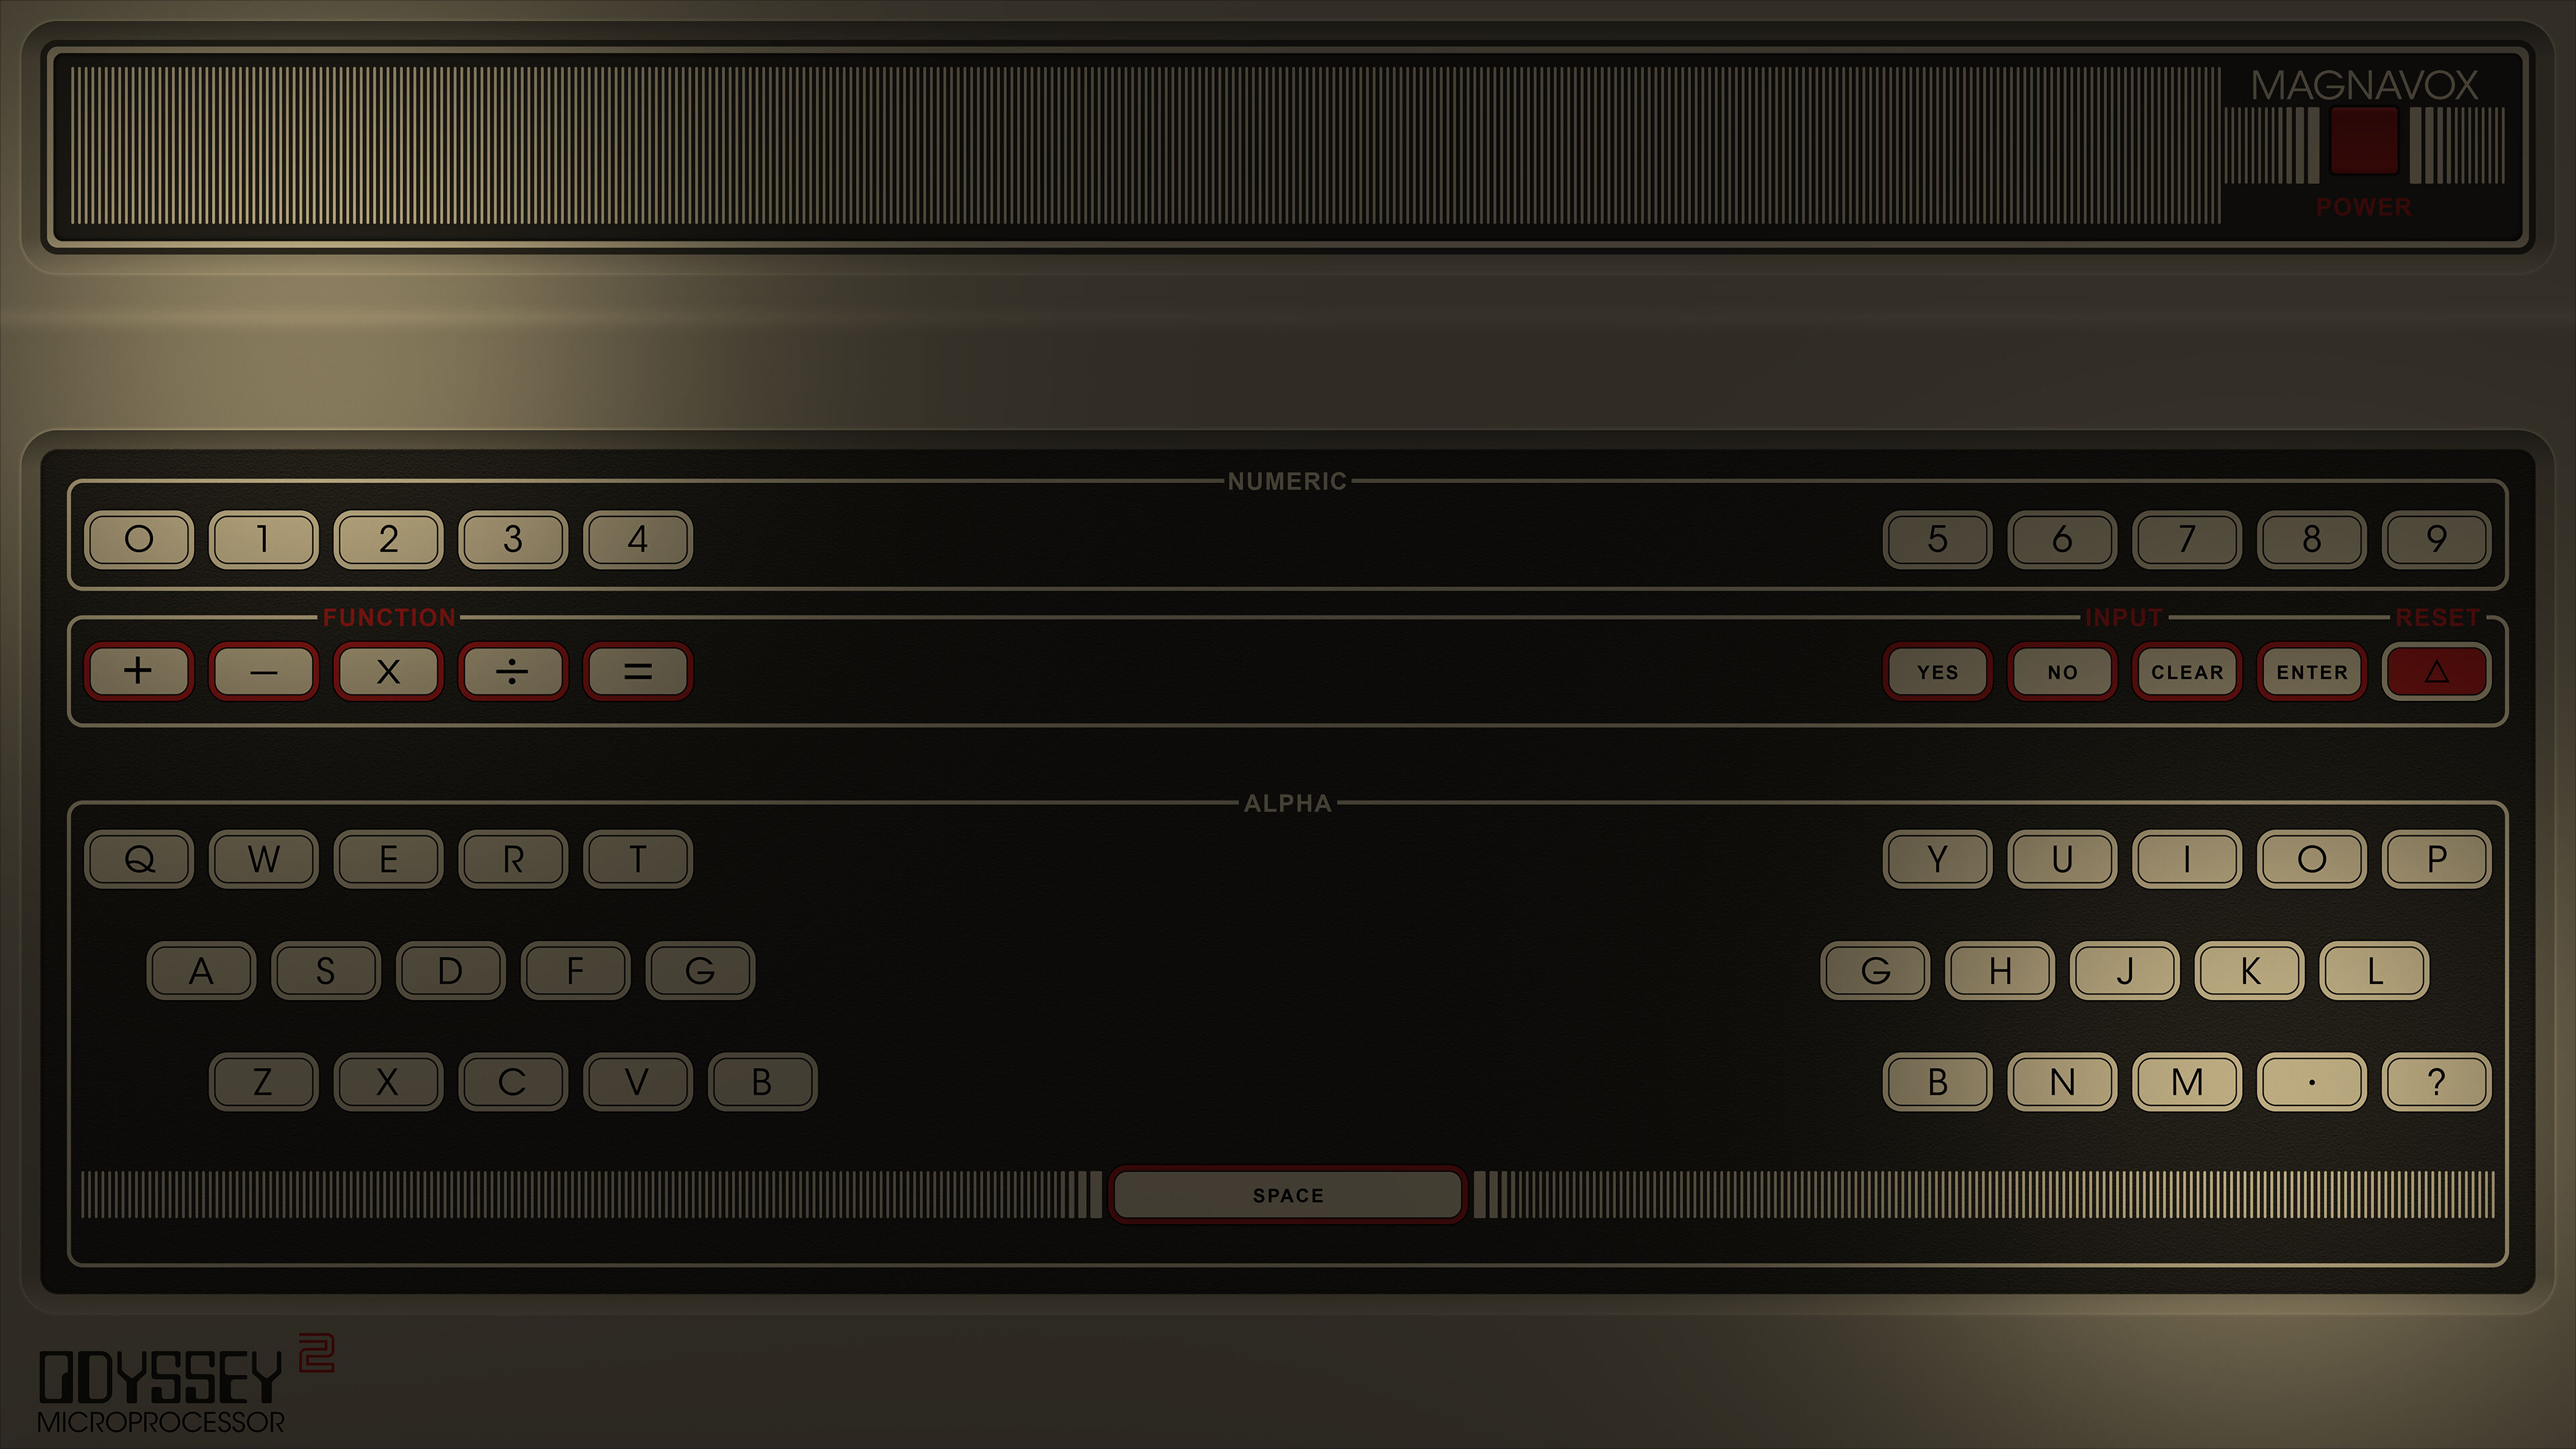 MAGNAVOX
POWER
NUMERIC
0 1 2 3 4 5 6 7 8 9
FUNCTION INPUT RESET
+ − X ÷ = YES NO CLEAR ENTER △
ALPHA
Q W E R T Y U I O P
A S D F G G H J K L
Z X C V B B N M . ?
SPACE
ODYSSEY 2
MICROPROCESSOR